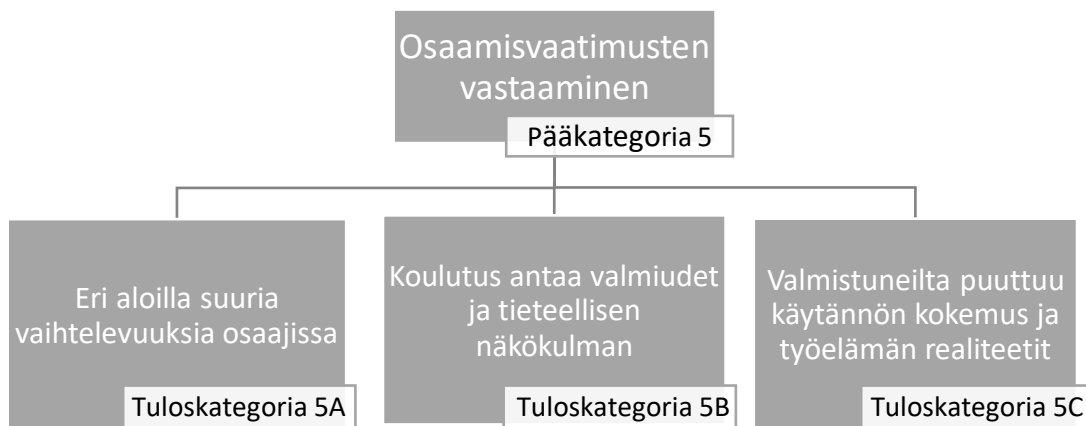 Osaamisvaatimusten
vastaaminen
Pääkategoria 5
Eri aloilla suuria
vaihtelevuuksia osaajissa
Tuloskategoria 5A
Koulutus antaa valmiudet
ja tieteellisen
näkökulman
Tuloskategoria 5B
Valmistuneilta puuttuu
käytännön kokemus ja
työelämän realiteetit
Tuloskategoria 5C